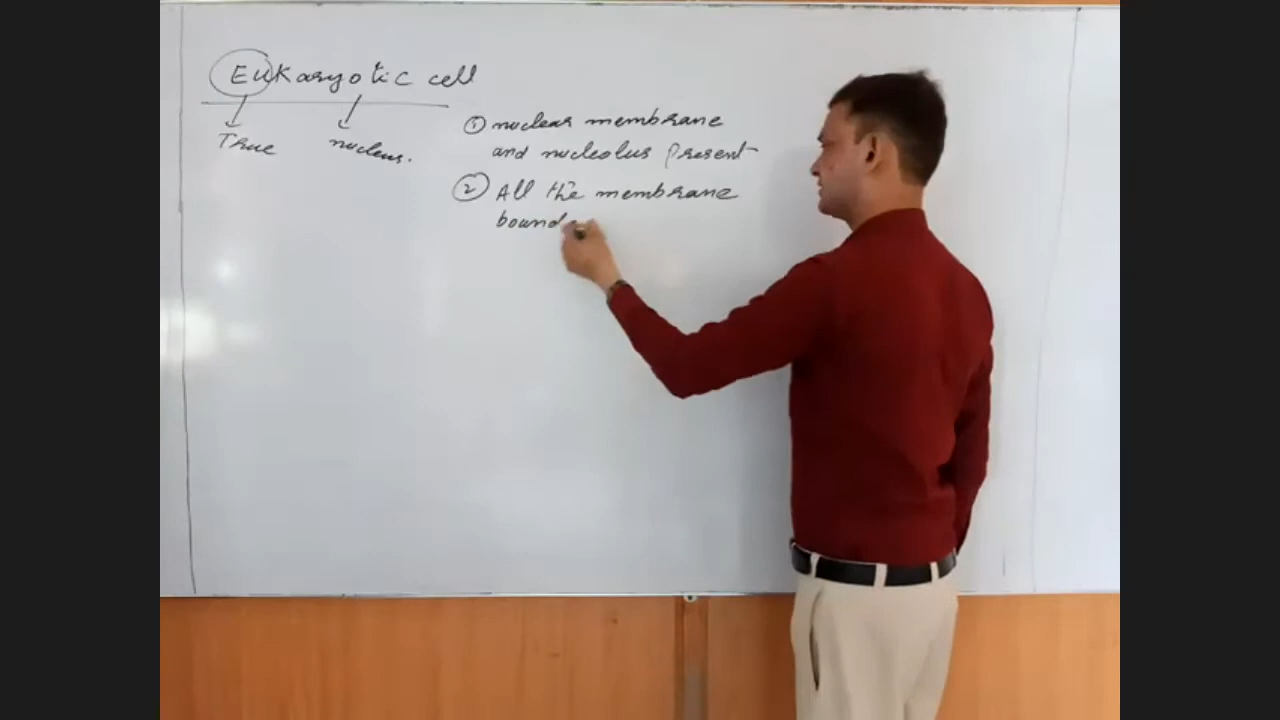 Eukaryotic cell
True nucleus.
① nuclear membrane
and nucleolus present
② All the membrane
bound